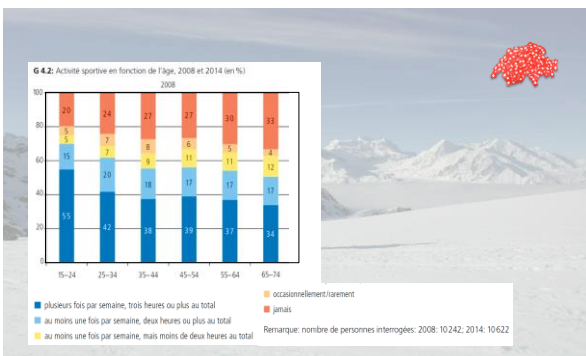 G 4.2: Activité sportive en fonction de l'âge, 2008 et 2014 (en %)
2008
100
80
60
40
20
0
20 24 27 27 30 33
5 7 8 6 5 4
5 7 9 11 11 12
15 20 18 17 17 17
55 42 38 39 37 34
15–24 25–34 35–44 45–54 55–64 65–74
plusieurs fois par semaine, trois heures ou plus au total
au moins une fois par semaine, deux heures ou plus au total
au moins une fois par semaine, mais moins de deux heures au total
occasionnellement/rarement
jamais
Remarque: nombre de personnes interrogées: 2008: 10 242; 2014: 10 622